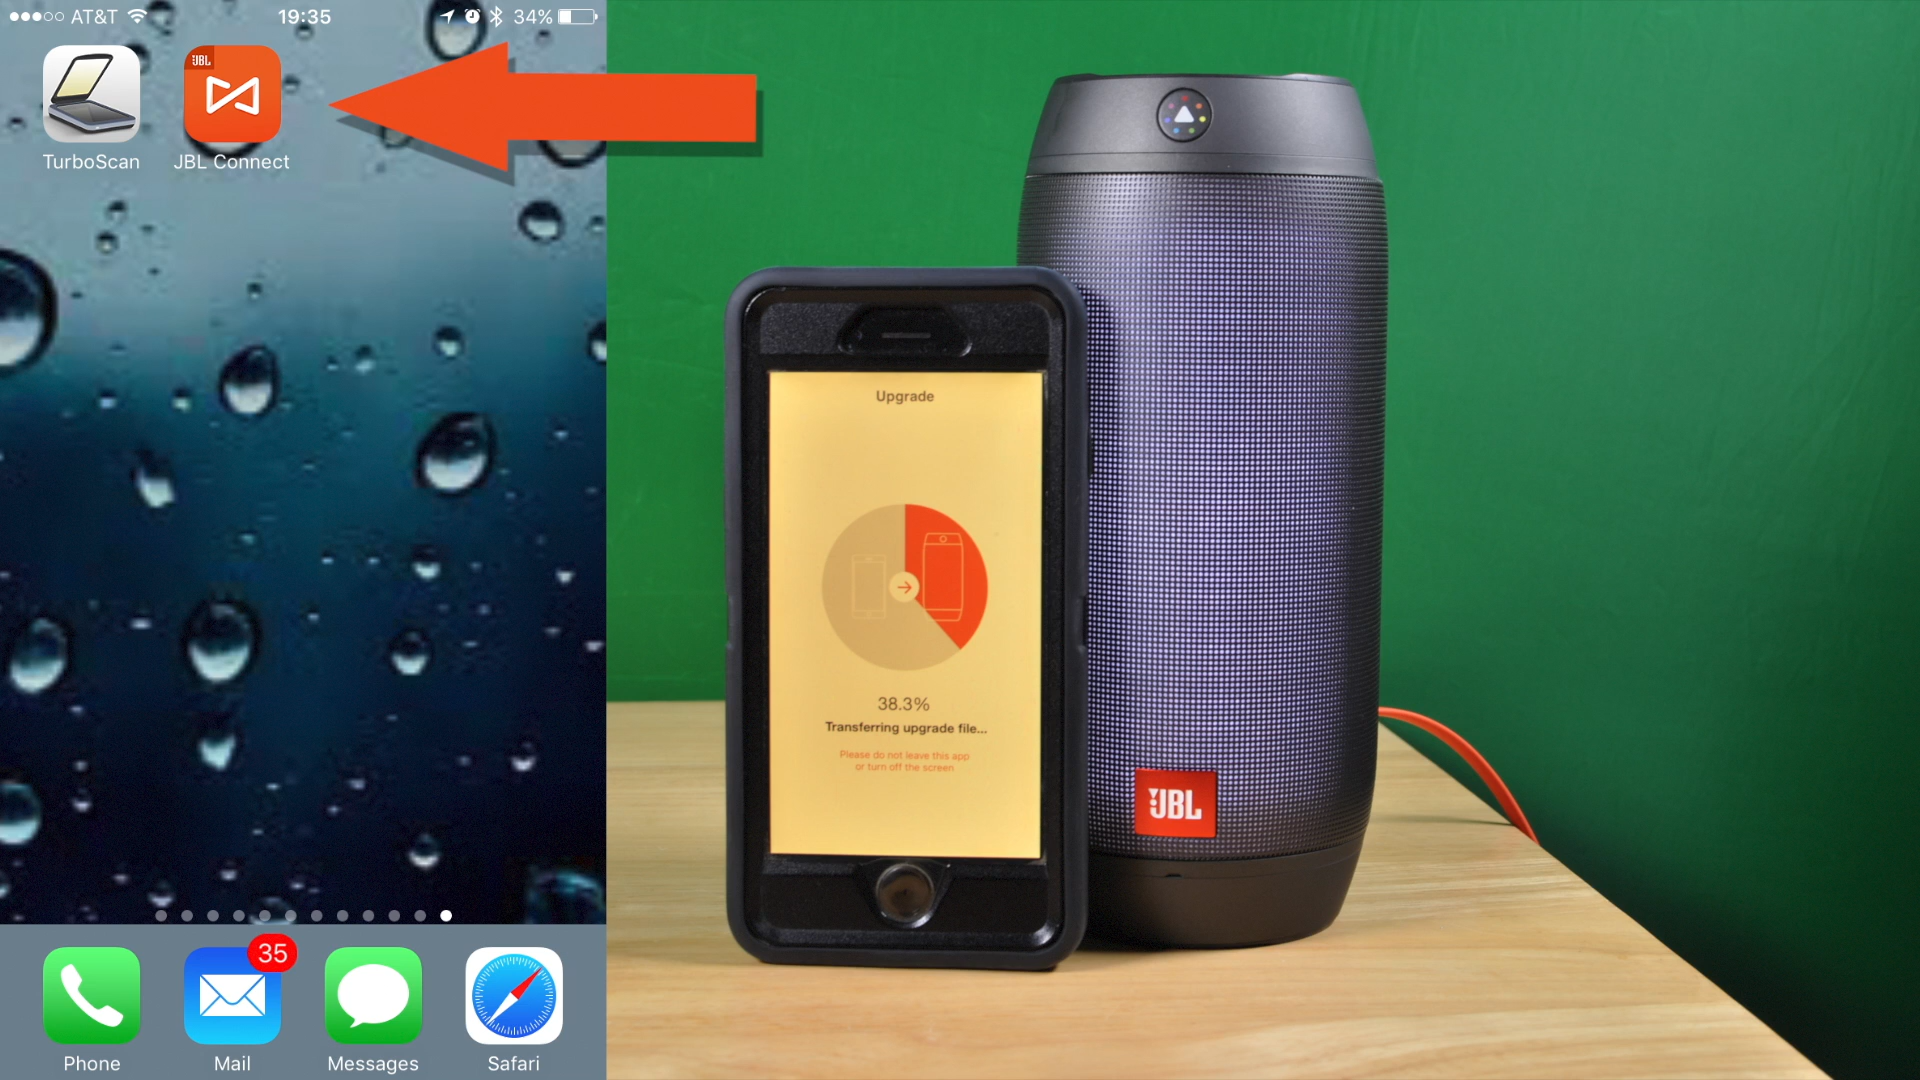 AT&T 19:35 34%
JBL
TurboScan JBL Connect
35
Phone Mail Messages Safari
Upgrade
38.3%
Transferring upgrade file...
Please do not leave this app
or turn off the screen
JBL